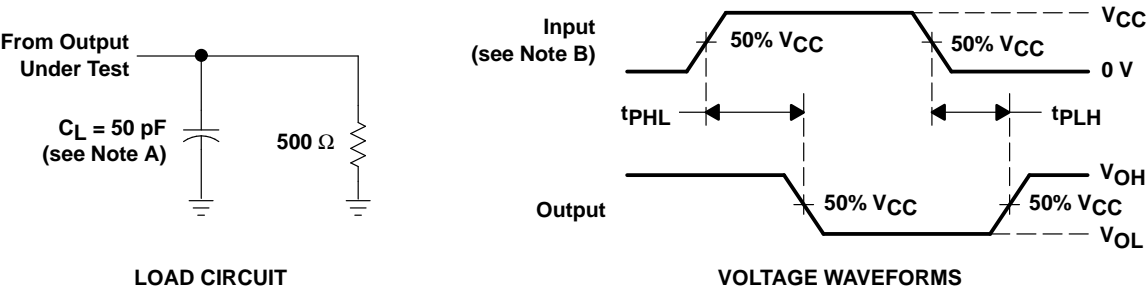 From Output
Under Test
CL = 50 pF
(see Note A)
500 Ω
LOAD CIRCUIT
Input
(see Note B)
50% VCC
50% VCC
VCC
0 V
tPHL
tPLH
Output
50% VCC
50% VCC
VOH
VOL
VOLTAGE WAVEFORMS